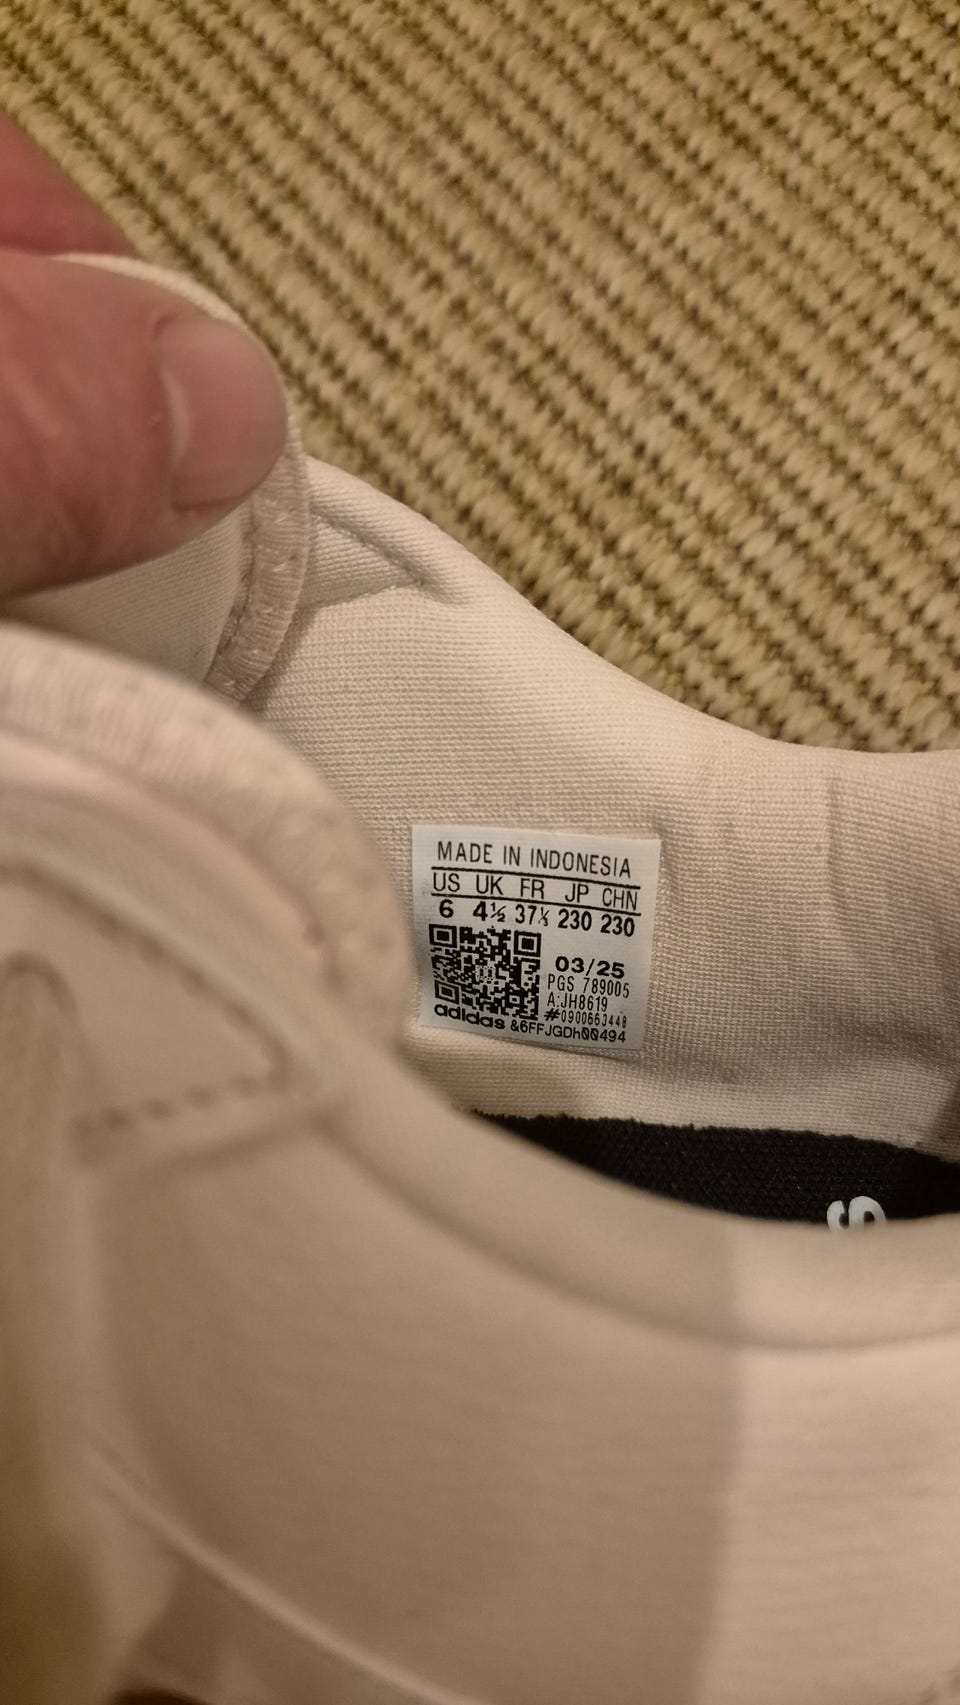 MADE IN INDONESIA
US UK FR JP CHN
6 4½ 37⅓ 230 230
03/25
PGS 789005
A:JH8619
#0900663448
adidas &6FFJGDh00494
S